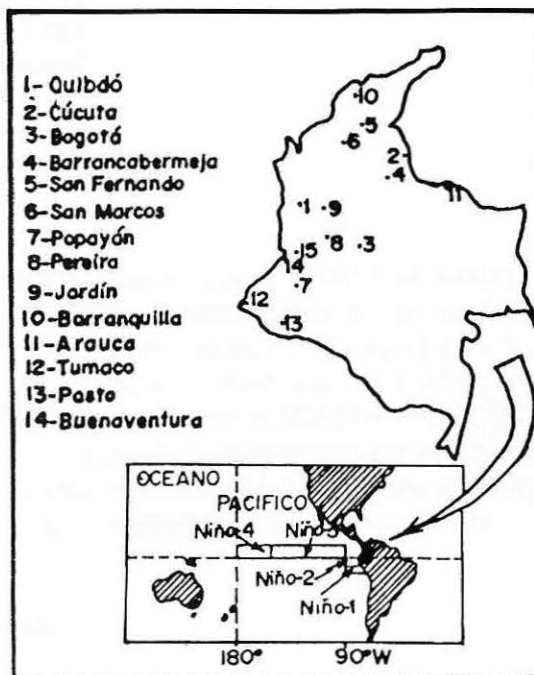 1- Quibdó
2- Cúcuta
3- Bogotá
4- Barrancabermeja
5- San Fernando
6- San Marcos
7- Popayón
8- Pereira
9- Jordín
10- Barranquilla
11- Arauca
12- Tumaco
13- Pasto
14- Buenaventura
10
5
6
2
4
11
1 9
15 8 3
14
7
12
13
OCEANO
PACIFICO
Niño-4 Niño-3
Niño-2
Niño-1
180° 90°W